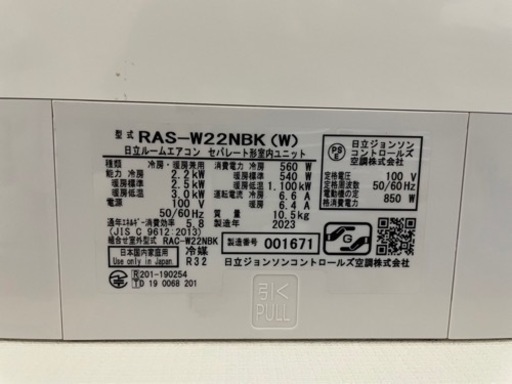 型式 RAS-W22NBK(W)
日立ルームエアコン セパレート形室内ユニット
種類 冷房・暖房兼用
能力 冷房 2.2kW
暖房標準 2.5kW
暖房低温 3.0kW
電源 100 V
50/60Hz
通年エネルギー消費効率 5.8
(JIS C 9612:2013)
組合せ室外型式 RAC-W22NBK
消費電力 冷房 560 W
暖房標準 540 W
暖房低温 1,100kW
運転電流 冷房 6.6 A
暖房標準 6.4 A
質量 10.5kg
製造年 2023
製造番号 001671
日本国内家庭用
Use only in Japan
冷媒
R32
日立ジョンソンコントロールズ空調株式会社
R 201-190254
T D 19 0068 201
PS
E
日立ジョンソン
コントロールズ
空調株式会社
定格電圧 100 V
定格周波数 50/60Hz
電動機の定
格消費電力 850 W
G
引く
PULL